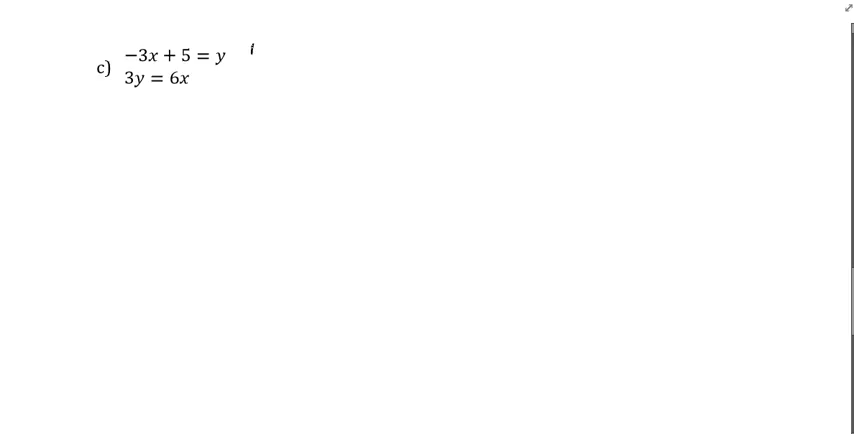 c)
−3x + 5 = y
3y = 6x